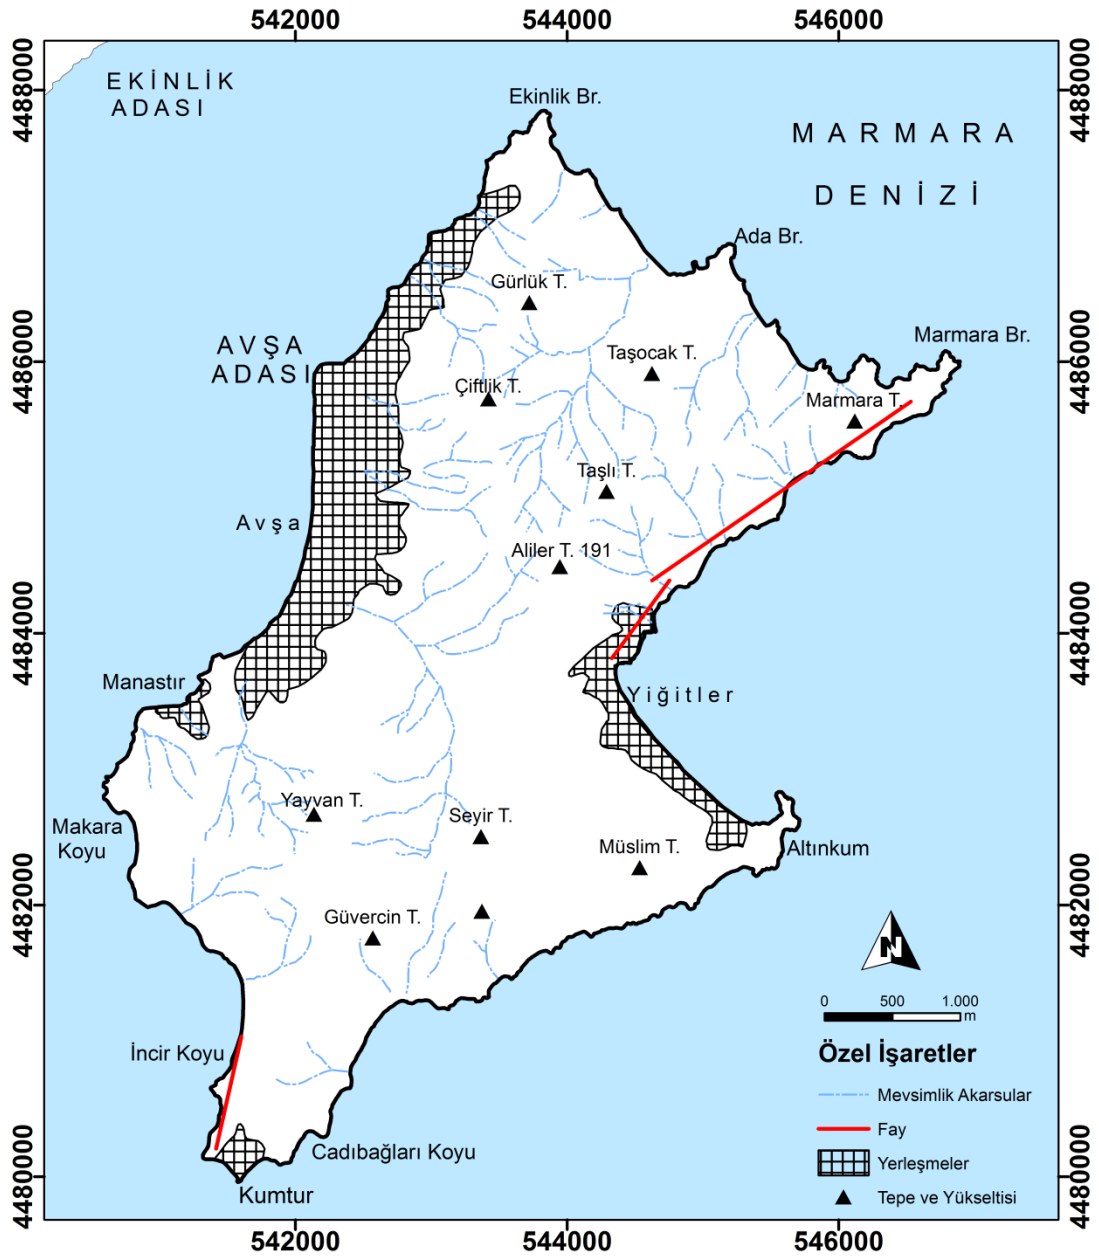 542000
544000
546000
4488000
4488000
EKİNLİK
ADASI
Ekinlik Br.
MARMARA
DENİZİ
Ada Br.
Gürlük T.
AVŞA
ADASI
Taşocak T.
Marmara Br.
4486000
4486000
Çiftlik T.
Marmara T.
Taşlı T.
Avşa
Aliler T. 191
4484000
4484000
Manastır
Yiğitler
Yayvan T.
Seyir T.
Makara
Koyu
Müslim T.
Altınkum
Güvercin T.
4482000
4482000
N
0 500 1.000
m
İncir Koyu
Özel İşaretler
Mevsimlik Akarsular
Fay
Cadıbağları Koyu
Yerleşmeler
Kumtur
Tepe ve Yükseltisi
4480000
4480000
542000
544000
546000